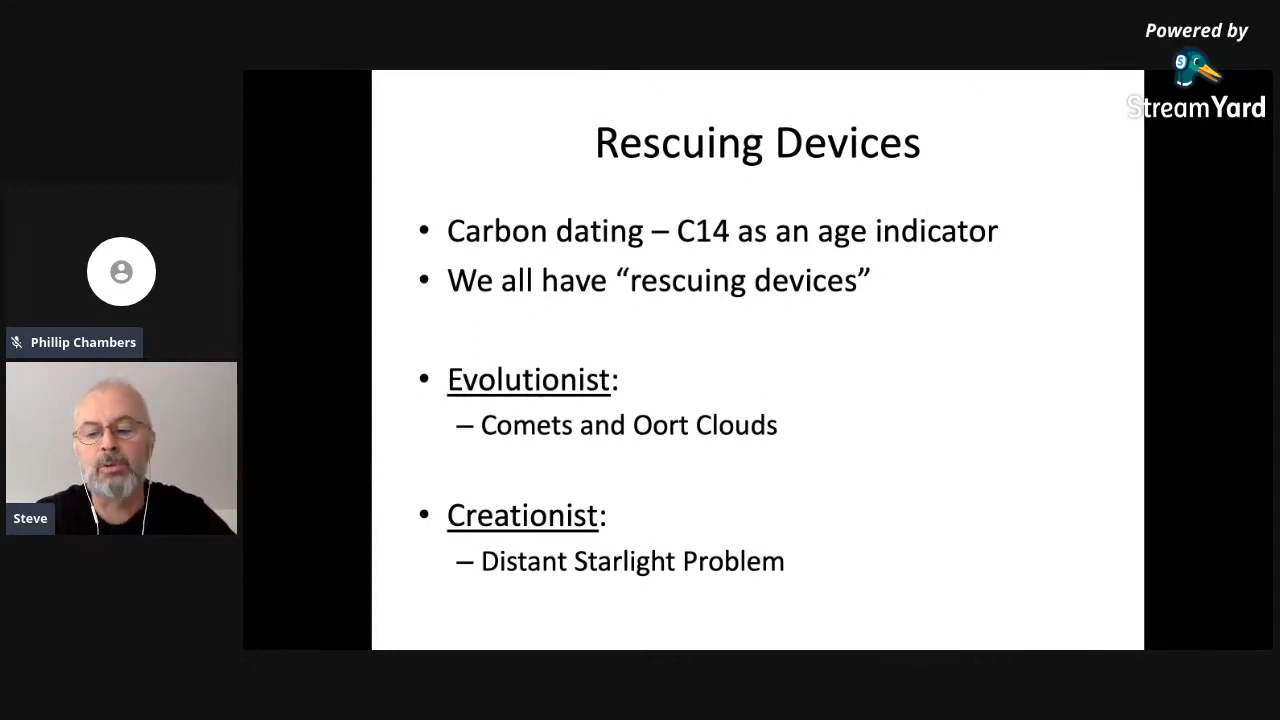 Powered by
StreamYard
Rescuing Devices
• Carbon dating – C14 as an age indicator
• We all have “rescuing devices”
• Evolutionist:
– Comets and Oort Clouds
• Creationist:
– Distant Starlight Problem
Phillip Chambers
Steve